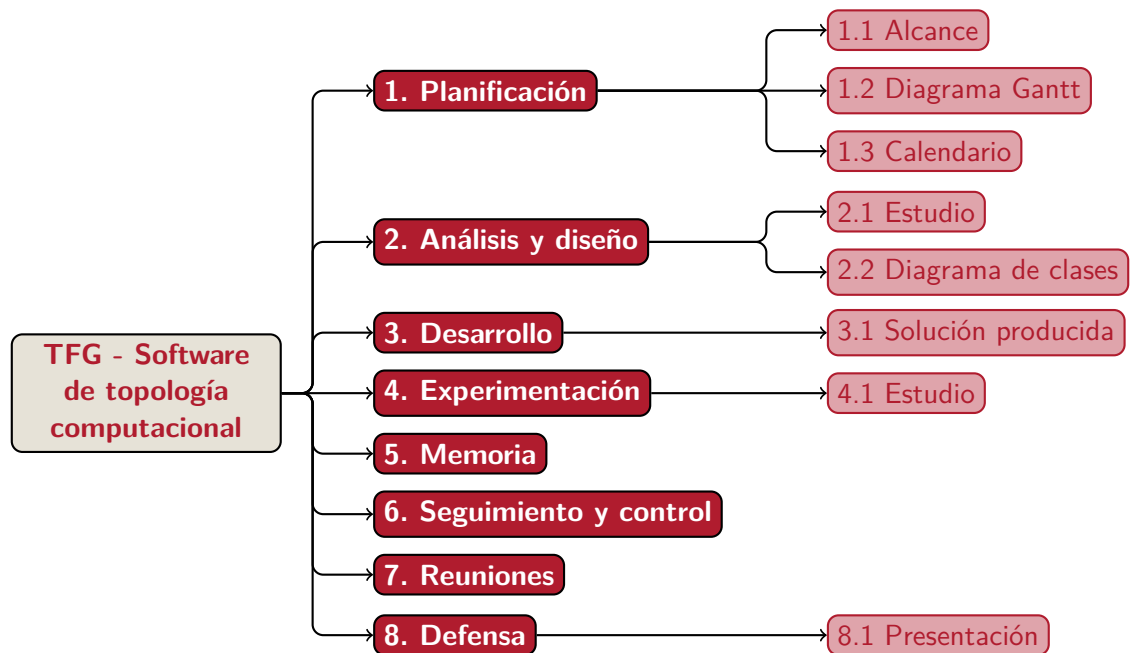 TFG - Software
de topología
computacional
1. Planificación
1.1 Alcance
1.2 Diagrama Gantt
1.3 Calendario
2. Análisis y diseño
2.1 Estudio
2.2 Diagrama de clases
3. Desarrollo
3.1 Solución producida
4. Experimentación
4.1 Estudio
5. Memoria
6. Seguimiento y control
7. Reuniones
8. Defensa
8.1 Presentación